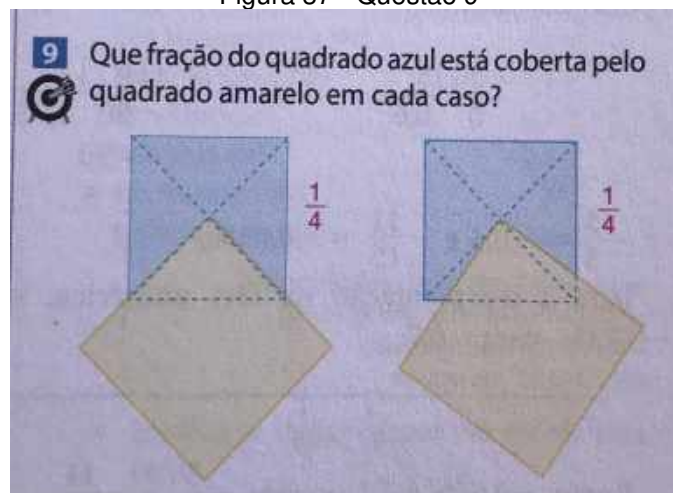 Figura 37 – Questão 9
9 Que fração do quadrado azul está coberta pelo
quadrado amarelo em cada caso?
1/4
1/4